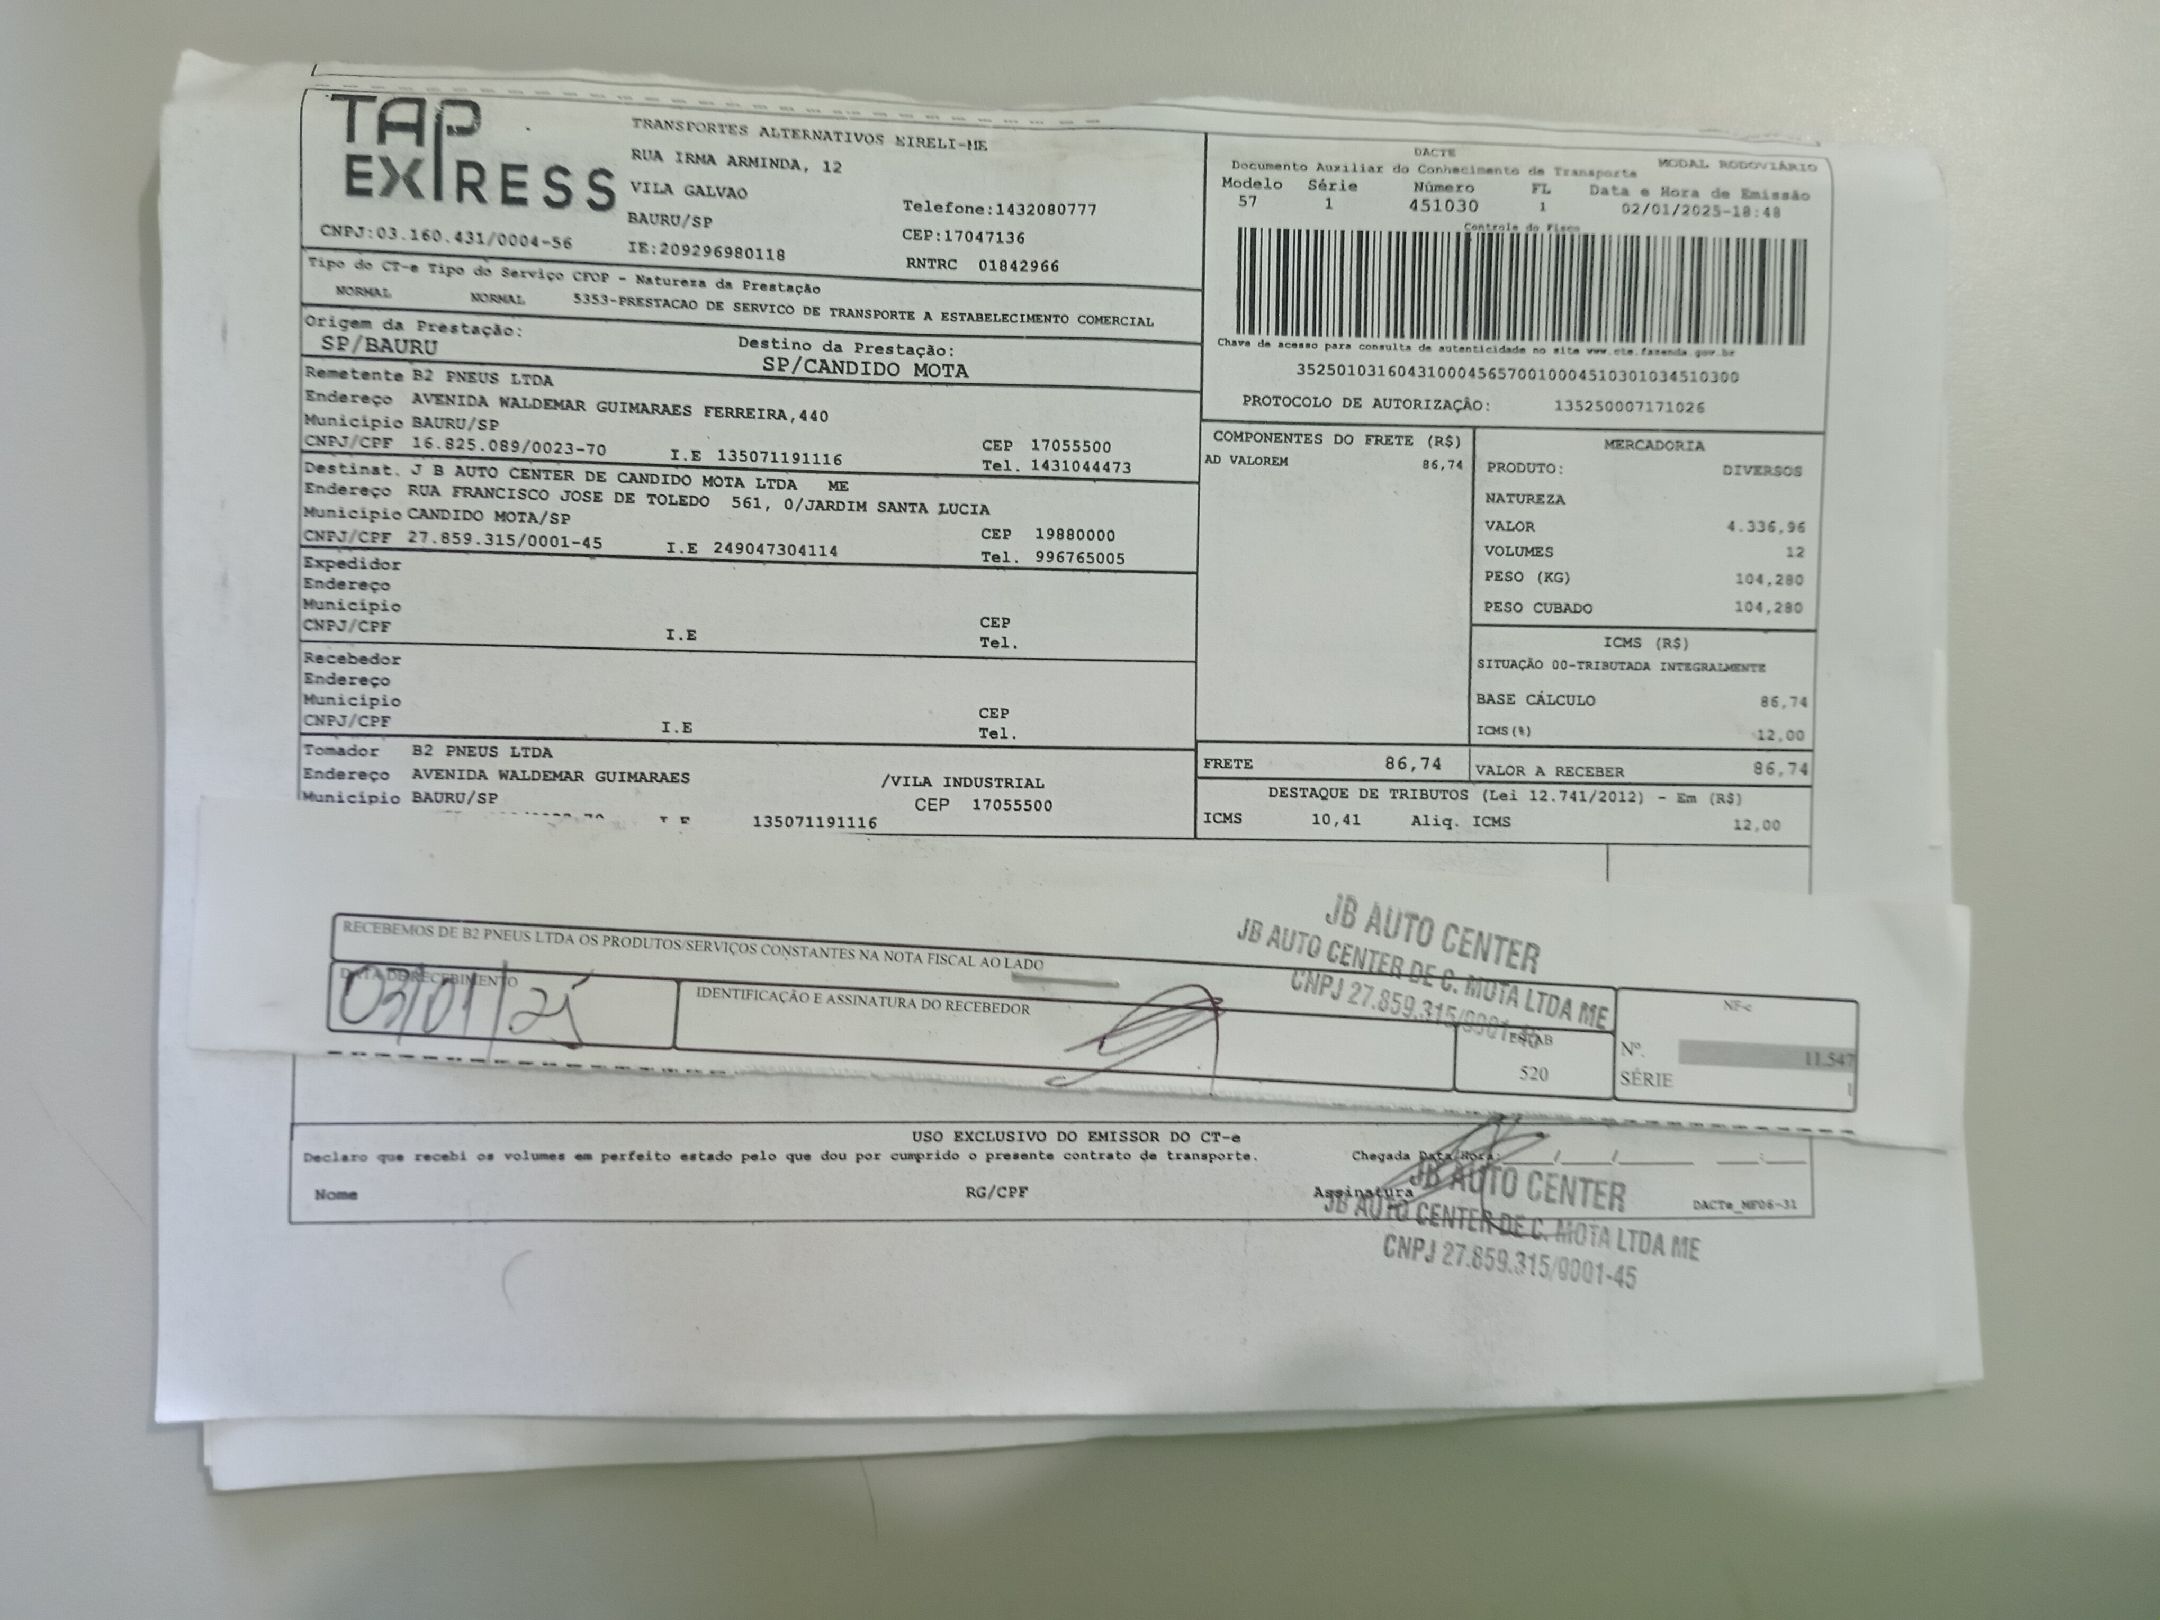 TAP EXPRESS
CNPJ:03.160.431/0004-56
TRANSPORTES ALTERNATIVOS EIRELI-ME
RUA IRMA ARMINDA, 12
VILA GALVAO
BAURU/SP
IE:209296980118
Telefone:1432080777
CEP:17047136
RNTRC 01842966
DACTE
Documento Auxiliar do Conhecimento de Transporte MODAL RODOVIÁRIO
Modelo Série Número FL Data e Hora de Emissão
57 1 451030 1 02/01/2025-18:48
Controle do Fisco
Chave de acesso para consulta de autenticidade no site www.cte.fazenda.gov.br
35250103160431000456570010004510301034510300
PROTOCOLO DE AUTORIZAÇÃO: 135250007171026
Tipo do CT-e Tipo do Serviço CFOP - Natureza da Prestação
NORMAL NORMAL 5353-PRESTACAO DE SERVICO DE TRANSPORTE A ESTABELECIMENTO COMERCIAL
Origem da Prestação: Destino da Prestação:
SP/BAURU SP/CANDIDO MOTA
Remetente B2 PNEUS LTDA
Endereço AVENIDA WALDEMAR GUIMARAES FERREIRA,440
Município BAURU/SP CEP 17055500
CNPJ/CPF 16.825.089/0023-70 I.E 135071191116 Tel. 1431044473
Destinat. J B AUTO CENTER DE CANDIDO MOTA LTDA ME
Endereço RUA FRANCISCO JOSE DE TOLEDO 561, 0/JARDIM SANTA LUCIA
Município CANDIDO MOTA/SP CEP 19880000
CNPJ/CPF 27.859.315/0001-45 I.E 249047304114 Tel. 996765005
Expedidor
Endereço
Município CEP
CNPJ/CPF I.E Tel.
Recebedor
Endereço
Município CEP
CNPJ/CPF I.E Tel.
Tomador B2 PNEUS LTDA
Endereço AVENIDA WALDEMAR GUIMARAES /VILA INDUSTRIAL
Município BAURU/SP CEP 17055500
135071191116
COMPONENTES DO FRETE (R$)
AD VALOREM 86,74
MERCADORIA
PRODUTO: DIVERSOS
NATUREZA
VALOR 4.336,96
VOLUMES 12
PESO (KG) 104,280
PESO CUBADO 104,280
ICMS (R$)
SITUAÇÃO 00-TRIBUTADA INTEGRALMENTE
BASE CÁLCULO 86,74
ICMS(%) 12,00
FRETE 86,74 VALOR A RECEBER 86,74
DESTAQUE DE TRIBUTOS (Lei 12.741/2012) - Em (R$)
ICMS 10,41 Aliq. ICMS 12,00
RECEBEMOS DE B2 PNEUS LTDA OS PRODUTOS/SERVIÇOS CONSTANTES NA NOTA FISCAL AO LADO
DATA DE RECEBIMENTO
03/01/25
IDENTIFICAÇÃO E ASSINATURA DO RECEBEDOR
JB AUTO CENTER
JB AUTO CENTER DE C. MOTA LTDA ME
CNPJ 27.859.315/0001-45
ESTAB
520
NF-e
Nº. 11.547
SÉRIE 1
USO EXCLUSIVO DO EMISSOR DO CT-e
Declaro que recebi os volumes em perfeito estado pelo que dou por cumprido o presente contrato de transporte. Chegada Data/Hora: ___/___/___ ___:___
Nome RG/CPF Assinatura DACTe_MF06-31
JB AUTO CENTER
JB AUTO CENTER DE C. MOTA LTDA ME
CNPJ 27.859.315/0001-45